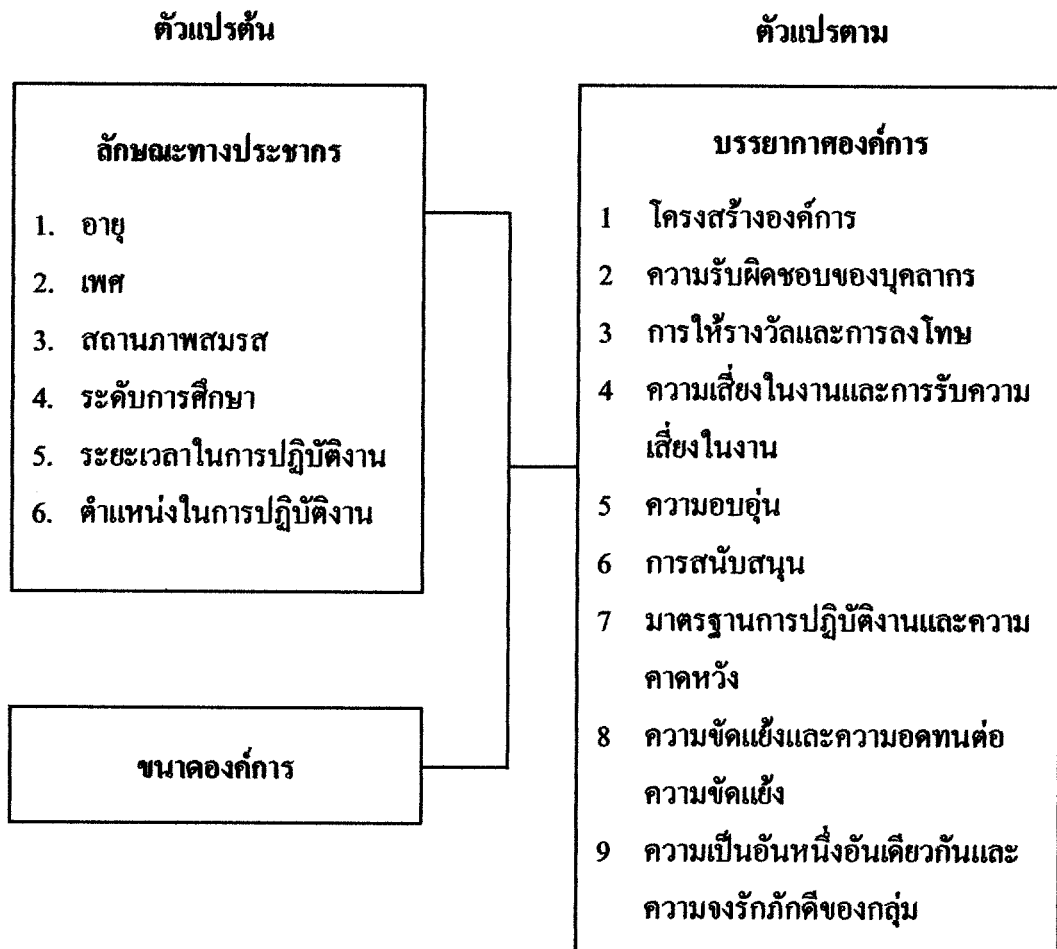 ตัวแปรต้น
ลักษณะทางประชากร
1. อายุ
2. เพศ
3. สถานภาพสมรส
4. ระดับการศึกษา
5. ระยะเวลาในการปฏิบัติงาน
6. ตำแหน่งในการปฏิบัติงาน
ขนาดองค์การ
ตัวแปรตาม
บรรยากาศองค์การ
1 โครงสร้างองค์การ
2 ความรับผิดชอบของบุคลากร
3 การให้รางวัลและการลงโทษ
4 ความเสี่ยงในงานและการรับความ
เสี่ยงในงาน
5 ความอบอุ่น
6 การสนับสนุน
7 มาตรฐานการปฏิบัติงานและความ
คาดหวัง
8 ความขัดแย้งและความอดทนต่อ
ความขัดแย้ง
9 ความเป็นอันหนึ่งอันเดียวกันและ
ความจงรักภักดีของกลุ่ม